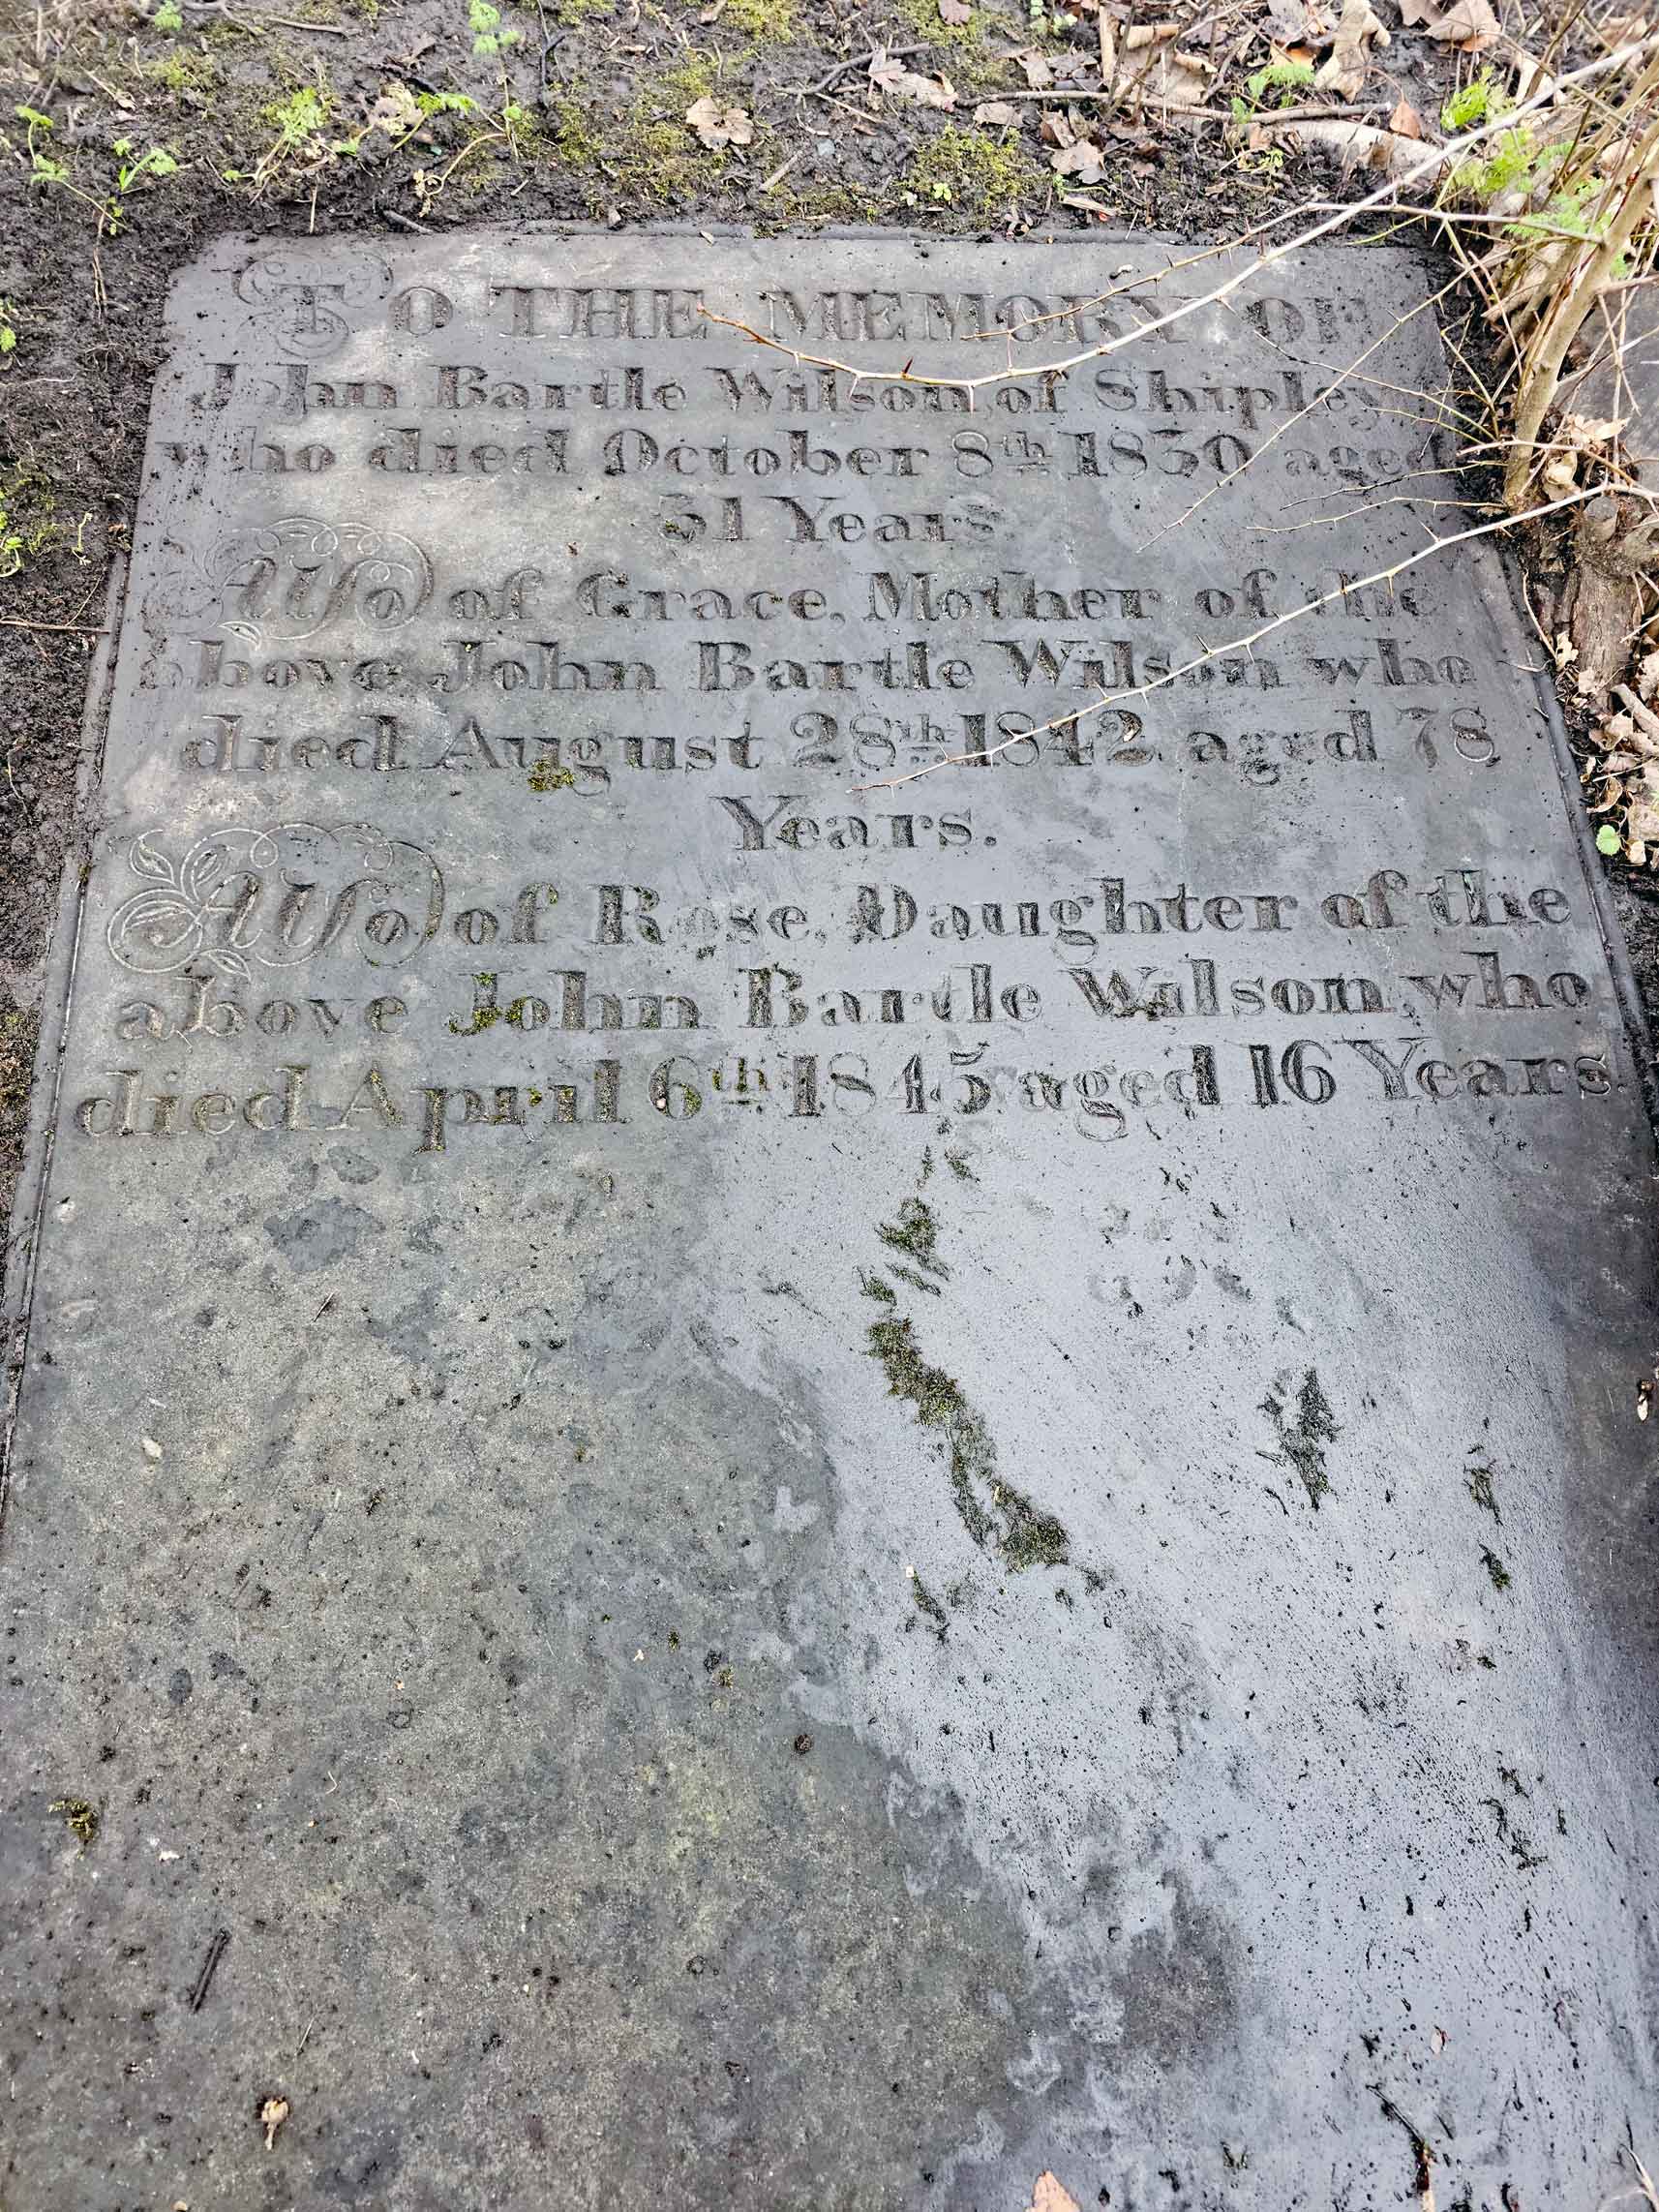 TO THE MEMORY OF
John Bartle Wilson, of Shipley
who died October 8th 1830 aged
31 Years
Also of Grace, Mother of the
above John Bartle Wilson who
died August 28th 1842 aged 78
Years.
Also of Rose, Daughter of the
above John Bartle Wilson, who
died April 6th 1845 aged 16 Years.